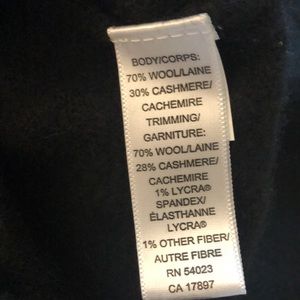 BODY/CORPS:
70% WOOL/LAINE
30% CASHMERE/
CACHEMIRE
TRIMMING/
GARNITURE:
70% WOOL/LAINE
28% CASHMERE/
CACHEMIRE
1% LYCRA®
SPANDEX/
ÉLASTHANNE
LYCRA®
1% OTHER FIBER/
AUTRE FIBRE
RN 54023
CA 17897